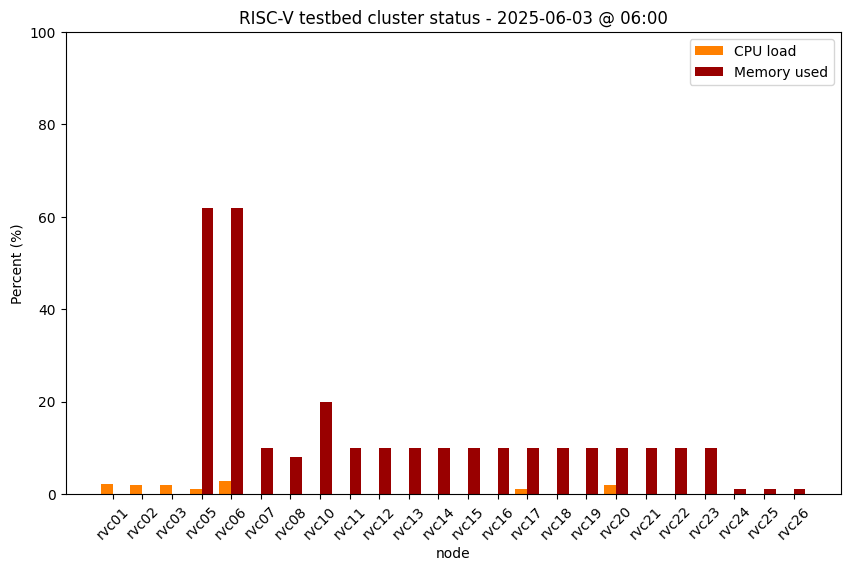 RISC-V testbed cluster status - 2025-06-03 @ 06:00
CPU load
Memory used
Percent (%)
100
80
60
40
20
0
rvc01
rvc02
rvc03
rvc05
rvc06
rvc07
rvc08
rvc10
rvc11
rvc12
rvc13
rvc14
rvc15
rvc16
rvc17
rvc18
rvc19
rvc20
rvc21
rvc22
rvc23
rvc24
rvc25
rvc26
node